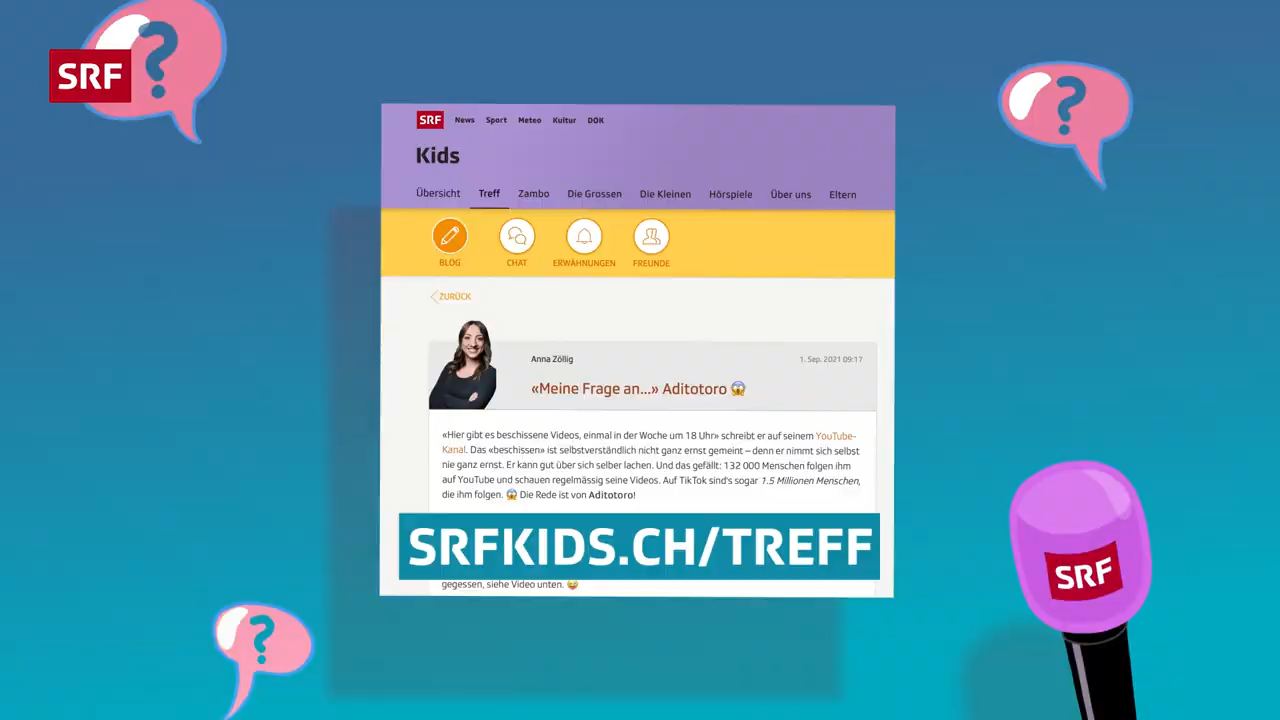 SRF
SRF News Sport Meteo Kultur DOK
Kids
Übersicht Treff Zambo Die Grossen Die Kleinen Hörspiele Über uns Eltern
BLOG CHAT ERWÄHNUNGEN FREUNDE
ZURÜCK
Anna Zöllig 1. Sep. 2021 09:17
«Meine Frage an...» Aditotoro 😱
«Hier gibt es beschissene Videos, einmal in der Woche um 18 Uhr» schreibt er auf seinem YouTube-
Kanal. Das «beschissen» ist selbstverständlich nicht ganz ernst gemeint – denn er nimmt sich selbst
nie ganz ernst. Er kann gut über sich selber lachen. Und das gefällt: 132 000 Menschen folgen ihm
auf YouTube und schauen regelmässig seine Videos. Auf TikTok sind's sogar 1.5 Millionen Menschen,
die ihm folgen. 😱 Die Rede ist von Aditotoro!
SRFKIDS.CH/TREFF
gegessen, siehe Video unten. 😂
SRF